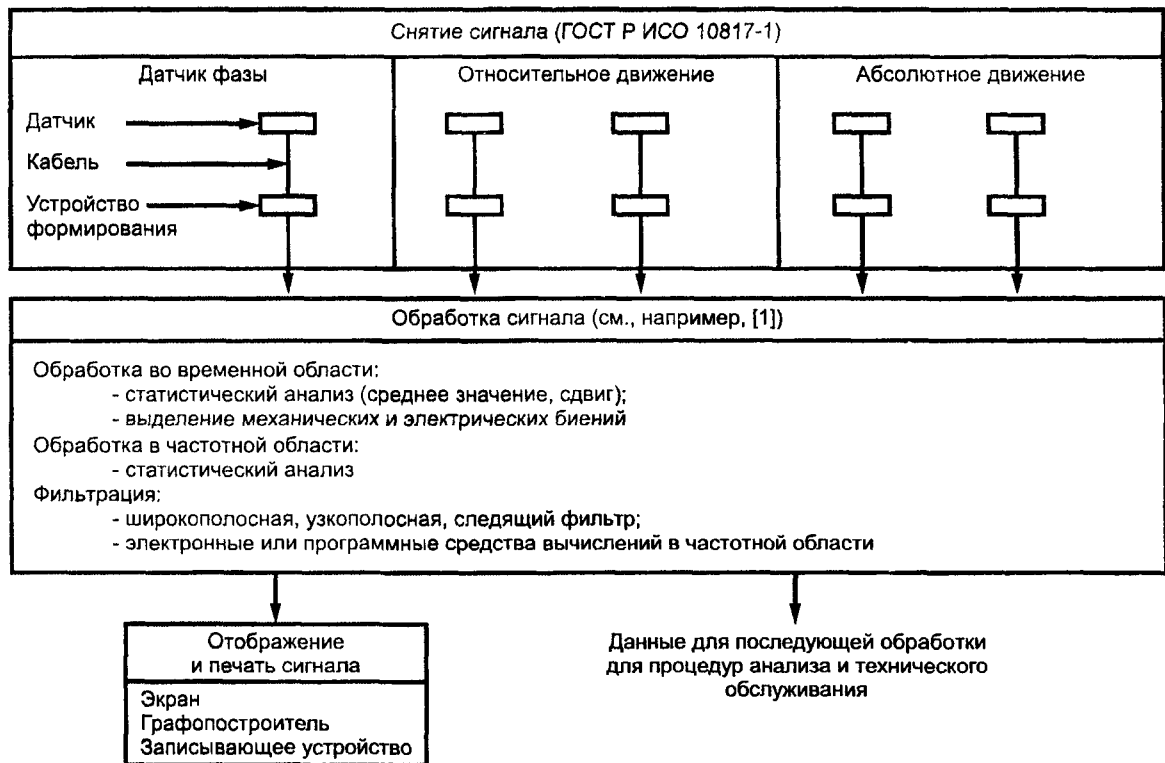 Снятие сигнала (ГОСТ Р ИСО 10817-1)
Датчик фазы
Относительное движение
Абсолютное движение
Датчик
Кабель
Устройство
формирования
Обработка сигнала (см., например, [1])
Обработка во временной области:
- статистический анализ (среднее значение, сдвиг);
- выделение механических и электрических биений
Обработка в частотной области:
- статистический анализ
Фильтрация:
- широкополосная, узкополосная, следящий фильтр;
- электронные или программные средства вычислений в частотной области
Отображение
и печать сигнала
Экран
Графопостроитель
Записывающее устройство
Данные для последующей обработки
для процедур анализа и технического
обслуживания